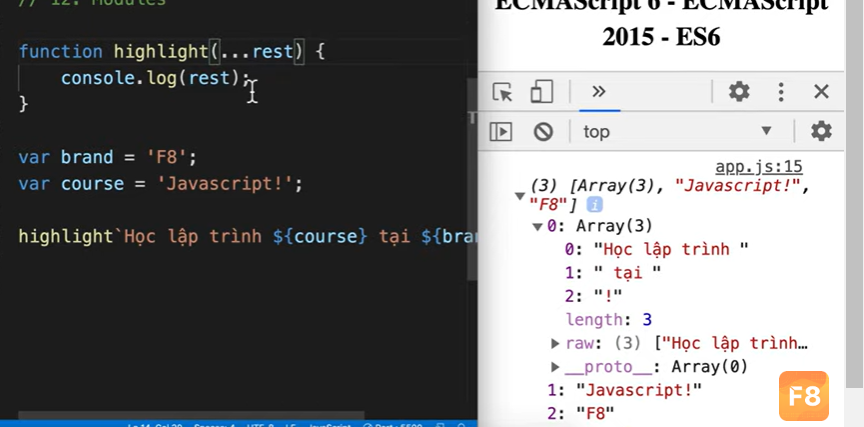 // 12. Modules
function highlight(...rest) {
console.log(rest);
}
var brand = 'F8';
var course = 'Javascript!';
highlight`Học lập trình ${course} tại ${bran
ECMAScript 6 - ECMAScript
2015 - ES6
top
app.js:15
(3) [Array(3), "Javascript!",
"F8"]
0: Array(3)
0: "Học lập trình "
1: " tại "
2: "!"
length: 3
raw: (3) ["Học lập trình…
__proto__: Array(0)
1: "Javascript!"
2: "F8"
F8